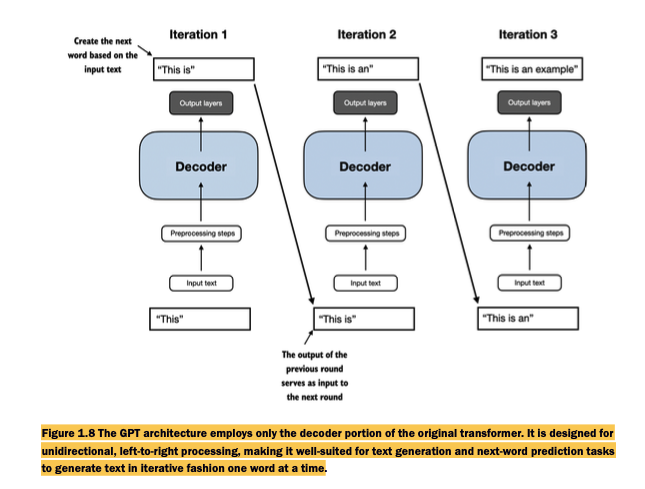 Create the next
word based on the
input text
Iteration 1
Iteration 2
Iteration 3
"This is"
"This is an"
"This is an example"
Output layers
Output layers
Output layers
Decoder
Decoder
Decoder
Preprocessing steps
Preprocessing steps
Preprocessing steps
Input text
Input text
Input text
"This"
"This is"
"This is an"
The output of the
previous round
serves as input to
the next round
Figure 1.8 The GPT architecture employs only the decoder portion of the original transformer. It is designed for
unidirectional, left-to-right processing, making it well-suited for text generation and next-word prediction tasks
to generate text in iterative fashion one word at a time.